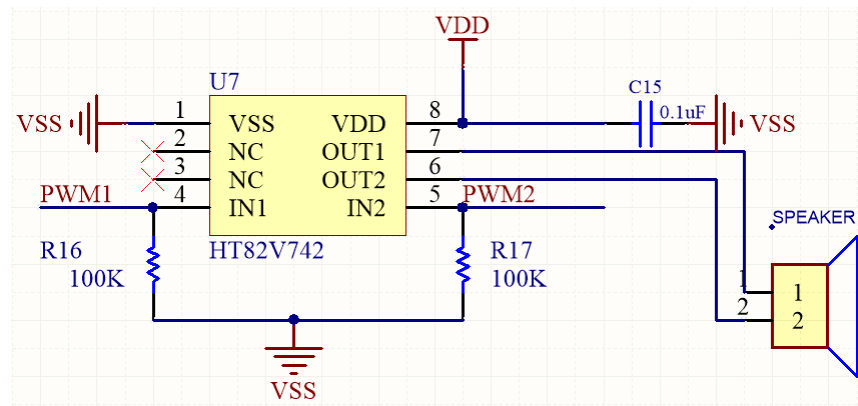 VDD
U7
C15
0.1uF
VSS
1
VSS
VDD
8
VSS
2
NC
OUT1
7
3
NC
OUT2
6
PWM1
4
IN1
IN2
5
PWM2
SPEAKER
R16
100K
HT82V742
R17
100K
1
1
2
2
VSS